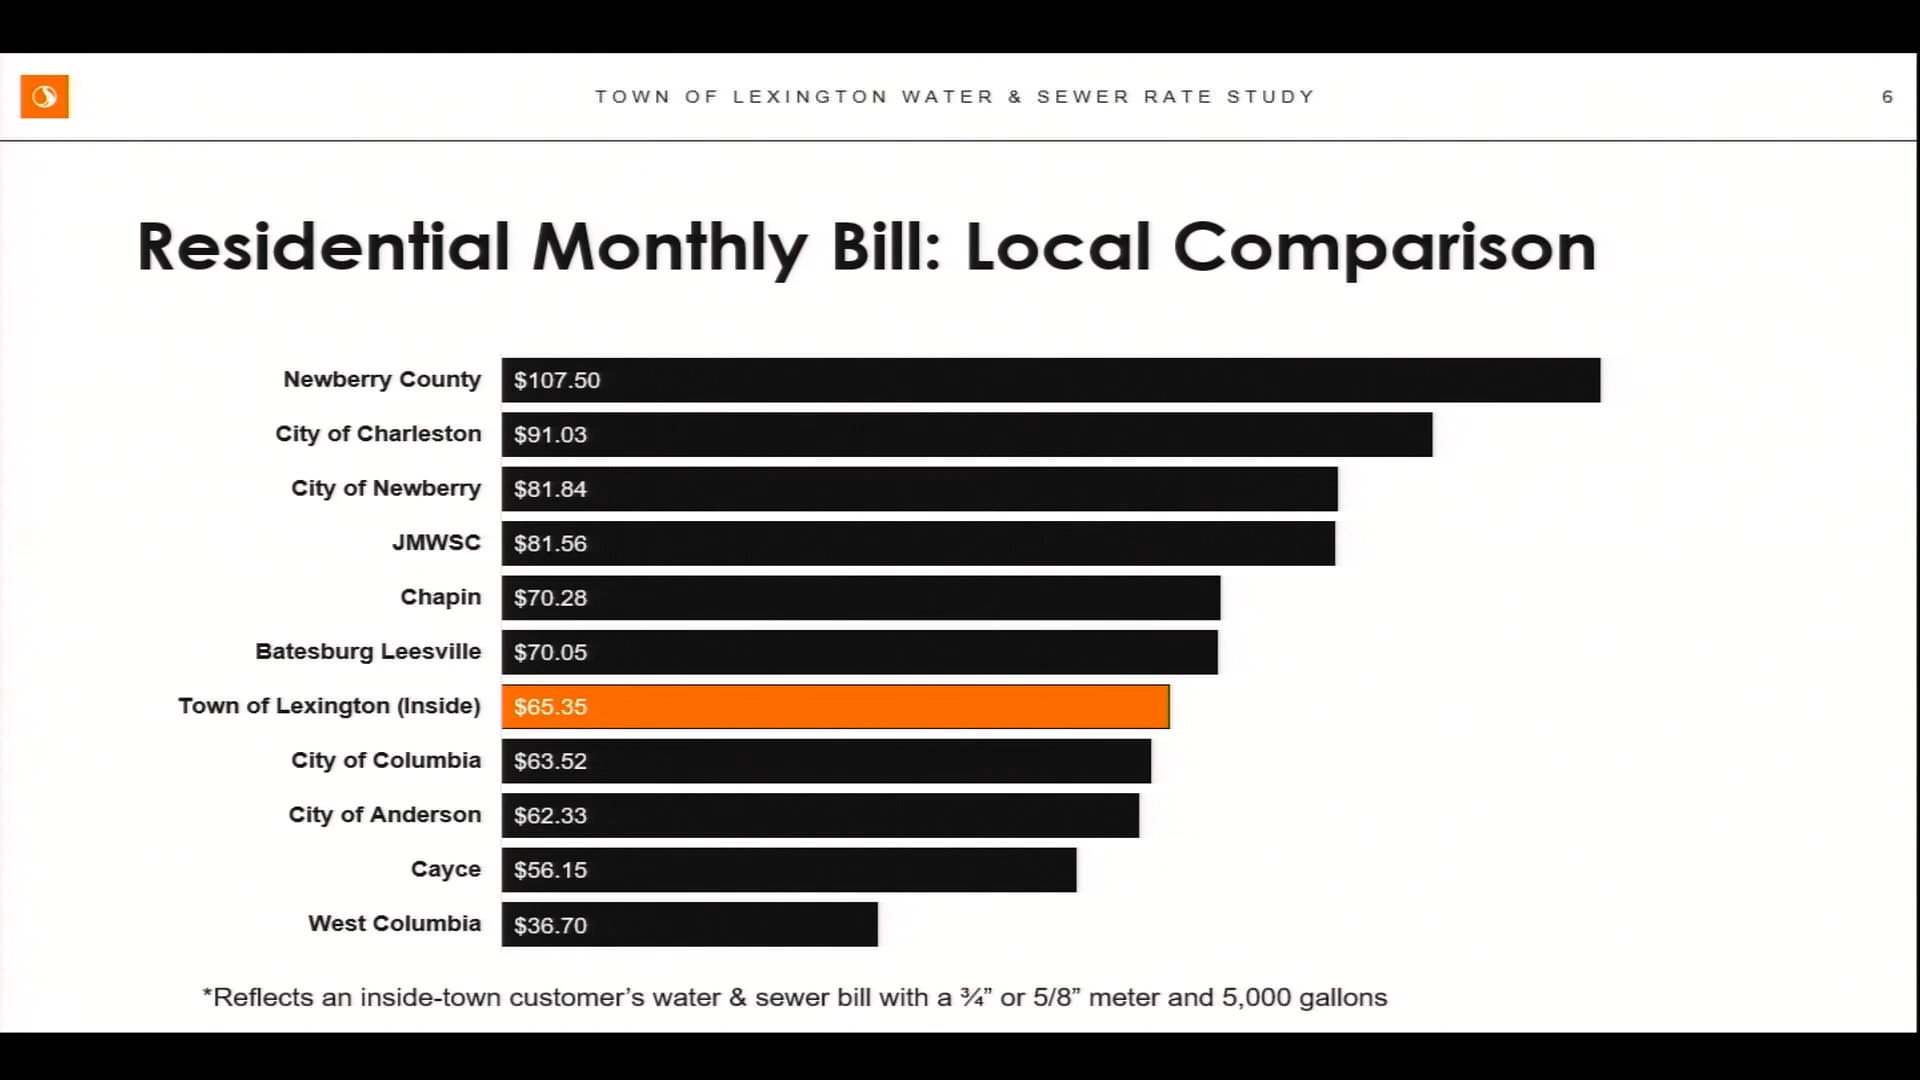 TOWN OF LEXINGTON WATER & SEWER RATE STUDY
6
Residential Monthly Bill: Local Comparison
Newberry County $107.50
City of Charleston $91.03
City of Newberry $81.84
JMWSC $81.56
Chapin $70.28
Batesburg Leesville $70.05
Town of Lexington (Inside) $65.35
City of Columbia $63.52
City of Anderson $62.33
Cayce $56.15
West Columbia $36.70
*Reflects an inside-town customer’s water & sewer bill with a ¾” or 5/8” meter and 5,000 gallons